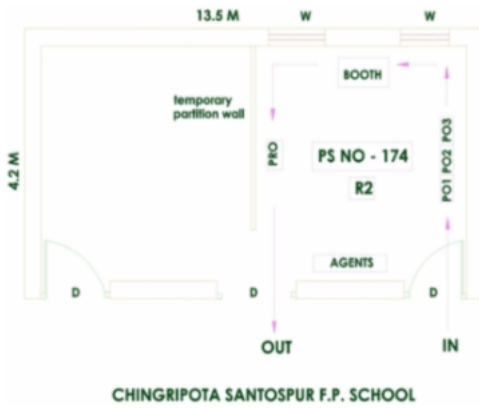 13.5 M
W
W
BOOTH
temporary
partition wall
4.2 M
PRO
PS NO - 174
R2
PO1 PO2 PO3
AGENTS
D
D
D
OUT
IN
CHINGRIPOTA SANTOSPUR F.P. SCHOOL